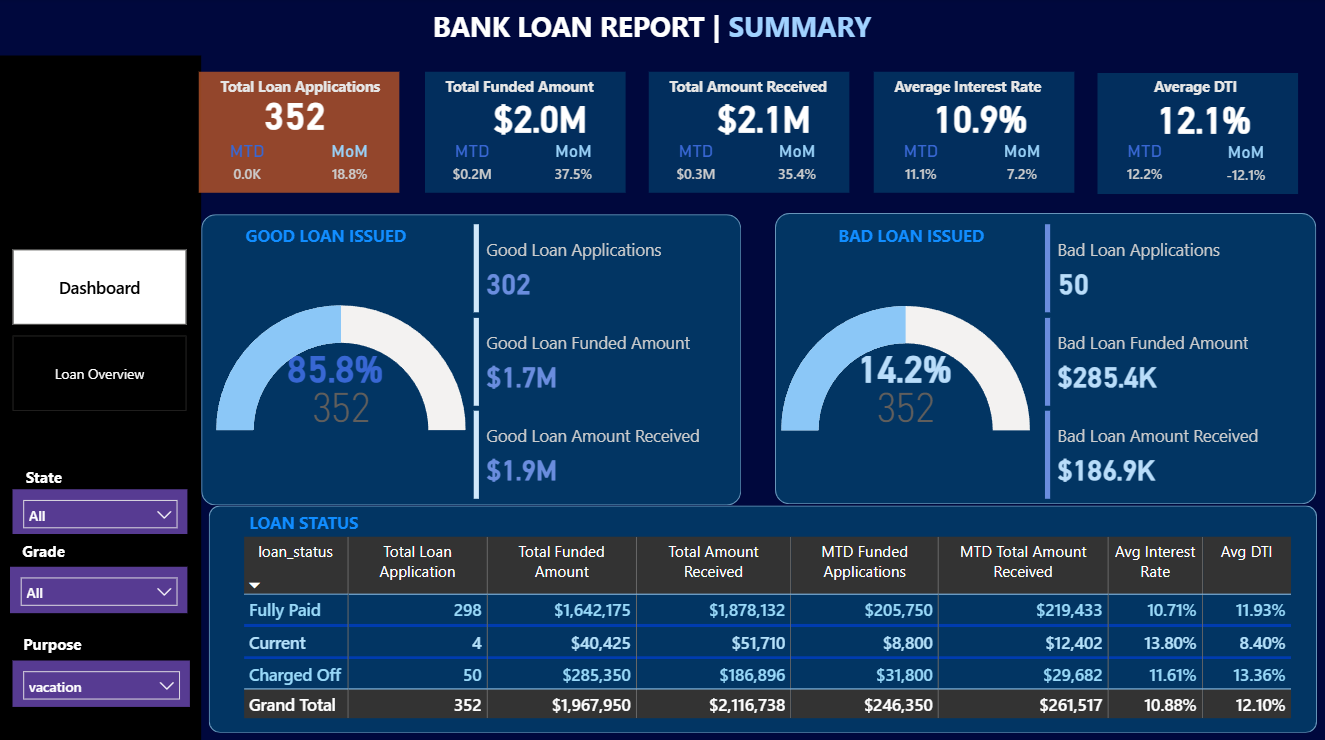 BANK LOAN REPORT | SUMMARY
Total Loan Applications
352
MTD MoM
0.0K 18.8%
Total Funded Amount
$2.0M
MTD MoM
$0.2M 37.5%
Total Amount Received
$2.1M
MTD MoM
$0.3M 35.4%
Average Interest Rate
10.9%
MTD MoM
11.1% 7.2%
Average DTI
12.1%
MTD MoM
12.2% -12.1%
Dashboard
Loan Overview
State
All
Grade
All
Purpose
vacation
GOOD LOAN ISSUED
85.8%
352
Good Loan Applications
302
Good Loan Funded Amount
$1.7M
Good Loan Amount Received
$1.9M
BAD LOAN ISSUED
14.2%
352
Bad Loan Applications
50
Bad Loan Funded Amount
$285.4K
Bad Loan Amount Received
$186.9K
LOAN STATUS
loan_status Total Loan Application Total Funded Amount Total Amount Received MTD Funded Applications MTD Total Amount Received Avg Interest Rate Avg DTI
Fully Paid 298 $1,642,175 $1,878,132 $205,750 $219,433 10.71% 11.93%
Current 4 $40,425 $51,710 $8,800 $12,402 13.80% 8.40%
Charged Off 50 $285,350 $186,896 $31,800 $29,682 11.61% 13.36%
Grand Total 352 $1,967,950 $2,116,738 $246,350 $261,517 10.88% 12.10%